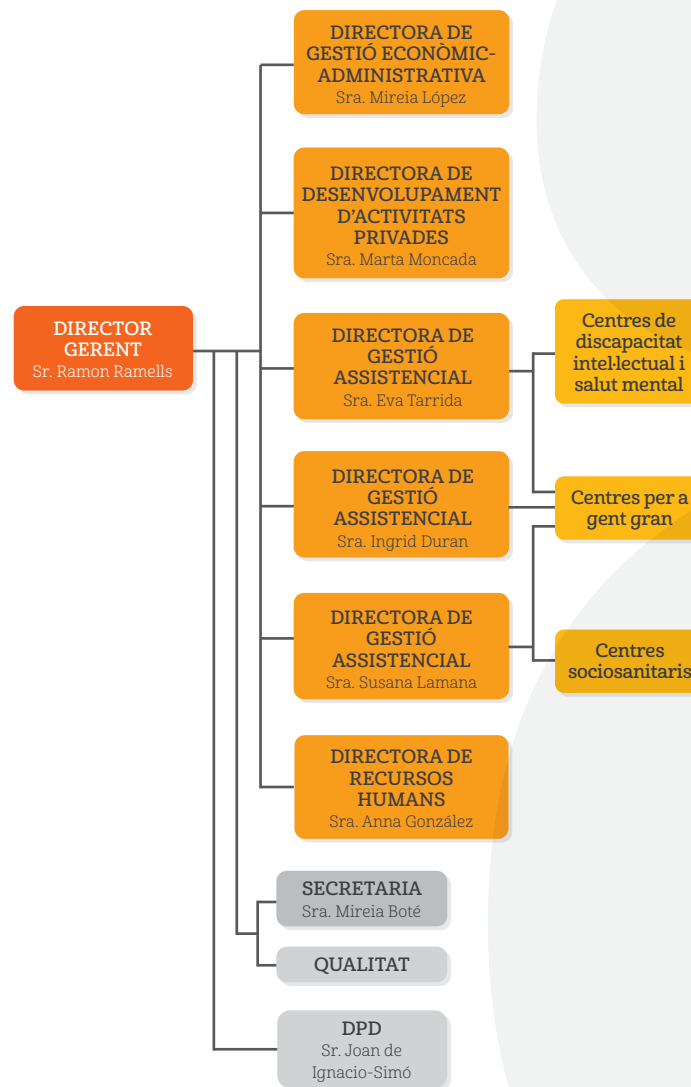 DIRECTORA DE
GESTIÓ ECONÒMIC-
ADMINISTRATIVA
Sra. Mireia López
DIRECTORA DE
DESENVOLUPAMENT
D’ACTIVITATS
PRIVADES
Sra. Marta Moncada
DIRECTOR
GERENT
Sr. Ramon Ramells
DIRECTORA DE
GESTIÓ
ASSISTENCIAL
Sra. Eva Tarrida
Centres de
discapacitat
intel·lectual i
salut mental
DIRECTORA DE
GESTIÓ
ASSISTENCIAL
Sra. Ingrid Duran
Centres per a
gent gran
DIRECTORA DE
GESTIÓ
ASSISTENCIAL
Sra. Susana Lamana
Centres
sociosanitaris
DIRECTORA DE
RECURSOS
HUMANS
Sra. Anna González
SECRETARIA
Sra. Mireia Boté
QUALITAT
DPD
Sr. Joan de
Ignacio-Simó